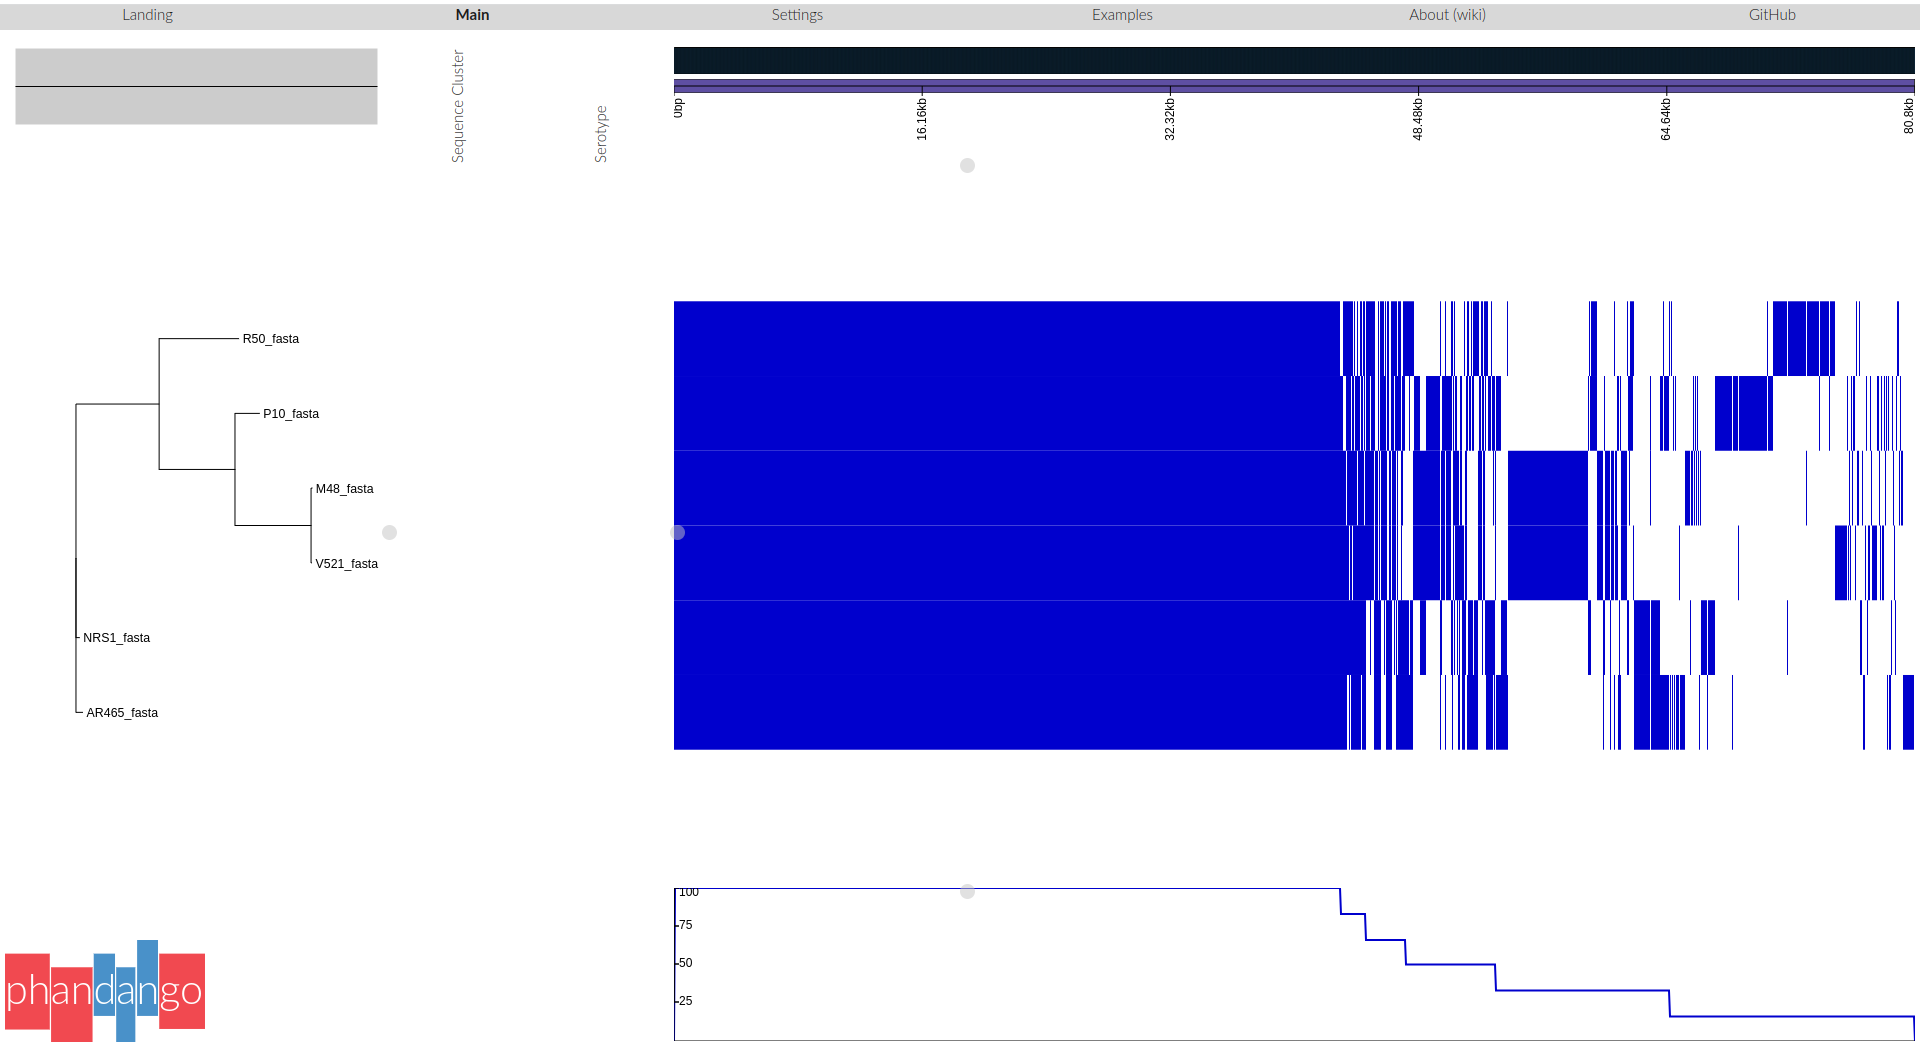 Landing Main Settings Examples About (wiki) GitHub
Sequence Cluster
Serotype
0bp 16.16kb 32.32kb 48.48kb 64.64kb 80.8kb
R50_fasta
P10_fasta
M48_fasta
V521_fasta
NRS1_fasta
AR465_fasta
100
75
50
25
phandango